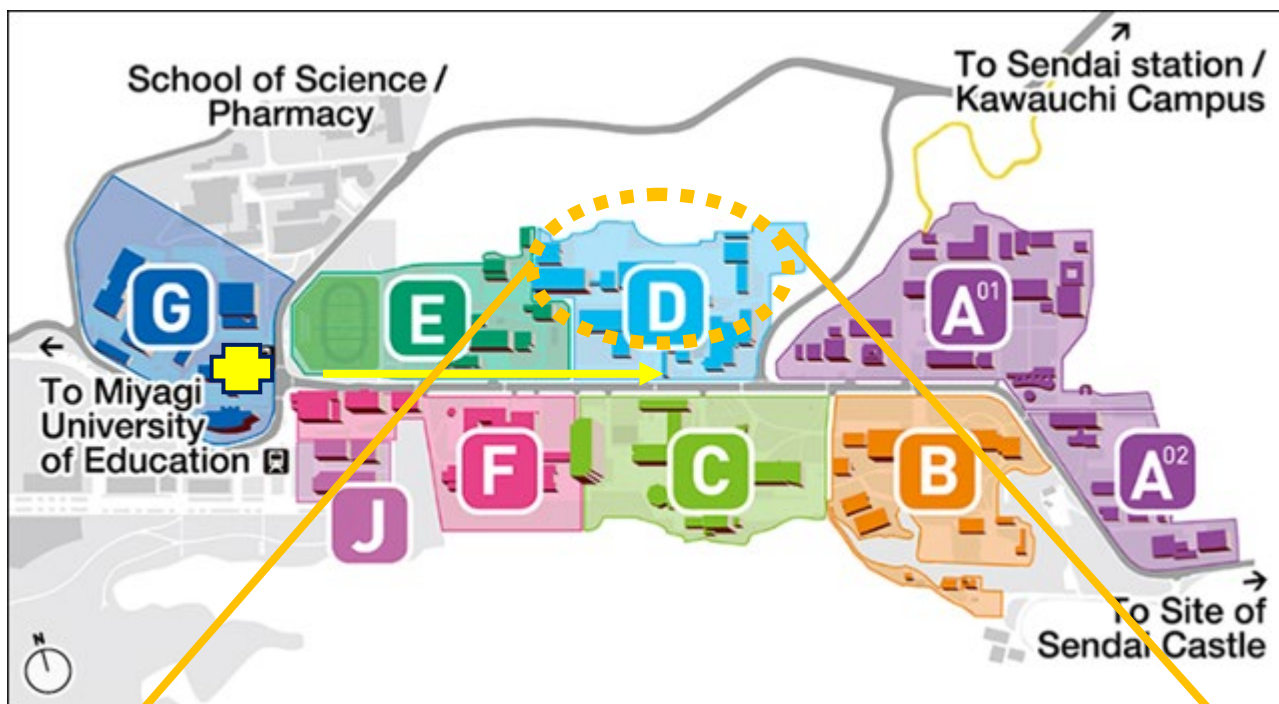 School of Science /
Pharmacy
To Sendai station /
Kawauchi Campus
G
E
D
A01
To Miyagi
University
of Education
J
F
C
B
A02
To Site of
Sendai Castle
N